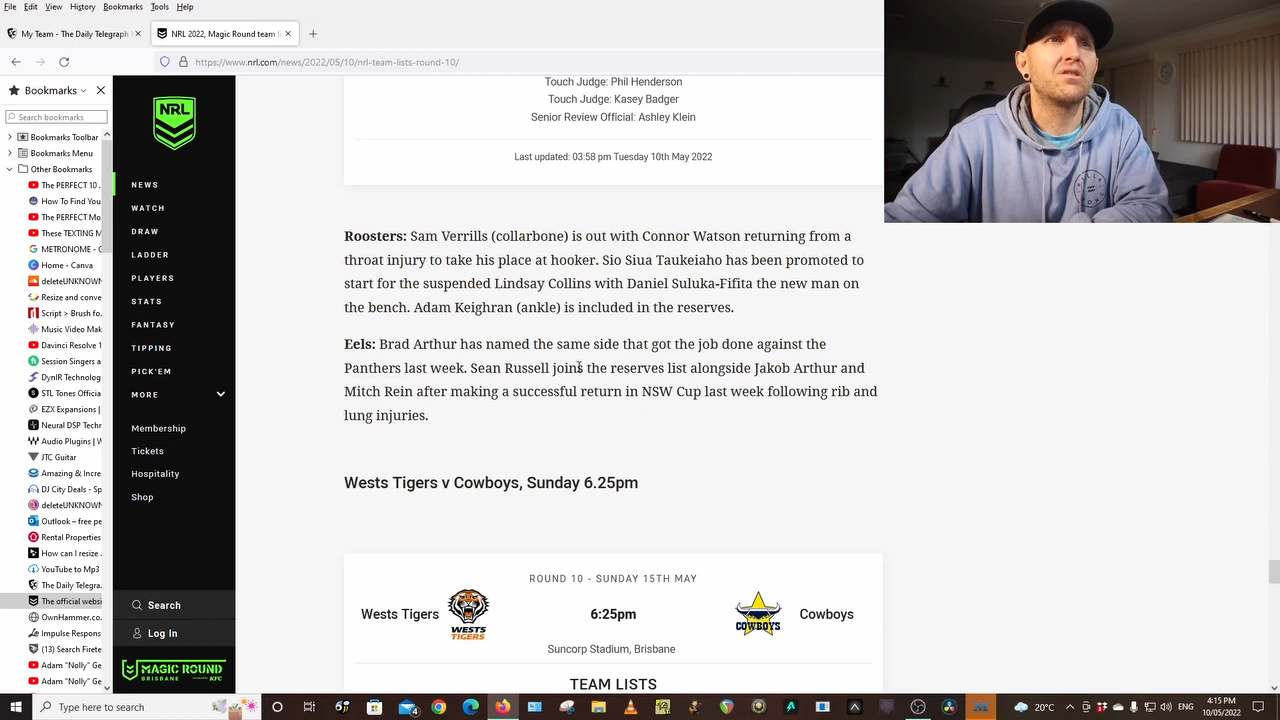 File Edit View History Bookmarks Tools Help
My Team - The Daily Telegraph
NRL 2022, Magic Round team li
https://www.nrl.com/news/2022/05/10/nrl-team-lists-round-10/
Bookmarks
Search bookmarks
Bookmarks Toolbar
Bookmarks Menu
Other Bookmarks
The PERFECT 10 ..
How To Find You
The PERFECT Mo
These TEXTING M
METRONOME - G
Home - Canva
deleteUNKNOWN
Resize and conve
Script > Brush fo..
Music Video Mak
Davinci Resolve 1
Session Singers a
DynIR Technolog
STL Tones Officia
EZX Expansions |
Neural DSP Techn
Audio Plugins | W
JTC Guitar
Amazing & Incre
DJ City Deals - Sp
deleteUNKNOWN
Outlook – free pe
Rental Properties
How can I resize ..
YouTube to Mp3
The Daily Telegra..
The official websi
OwnHammer.co..
Impulse Respons
(13) Search Firete
Adam "Nolly" Ge
Adam "Nolly" Ge
NRL
NEWS
WATCH
DRAW
LADDER
PLAYERS
STATS
FANTASY
TIPPING
PICK'EM
MORE
Membership
Tickets
Hospitality
Shop
Search
Log In
MAGIC ROUND
BRISBANE
KFC
Touch Judge: Phil Henderson
Touch Judge: Kasey Badger
Senior Review Official: Ashley Klein
Last updated: 03:58 pm Tuesday 10th May 2022
Roosters: Sam Verrills (collarbone) is out with Connor Watson returning from a
throat injury to take his place at hooker. Sio Siua Taukeiaho has been promoted to
start for the suspended Lindsay Collins with Daniel Suluka-Fifita the new man on
the bench. Adam Keighran (ankle) is included in the reserves.
Eels: Brad Arthur has named the same side that got the job done against the
Panthers last week. Sean Russell joins the reserves list alongside Jakob Arthur and
Mitch Rein after making a successful return in NSW Cup last week following rib and
lung injuries.
Wests Tigers v Cowboys, Sunday 6.25pm
ROUND 10 - SUNDAY 15TH MAY
Wests Tigers
WESTS
TIGERS
6:25pm
COWBOYS
Cowboys
Suncorp Stadium, Brisbane
TEAM LISTS
Type here to search
20°C
4:15 PM
10/05/2022